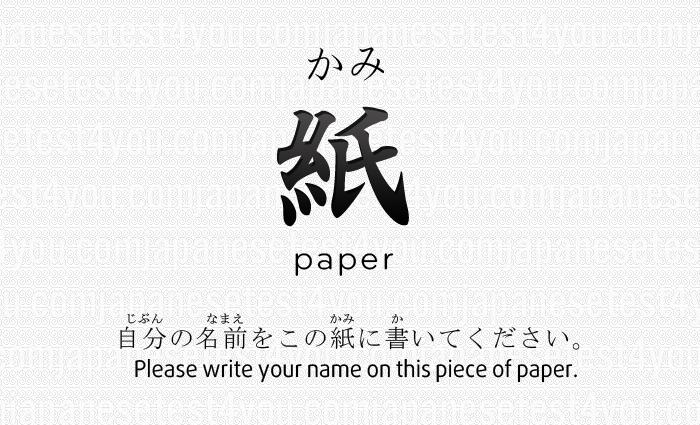 かみ
紙
paper
じぶん なまえ かみ か
自分の名前をこの紙に書いてください。
Please write your name on this piece of paper.
japanesetest4you.com